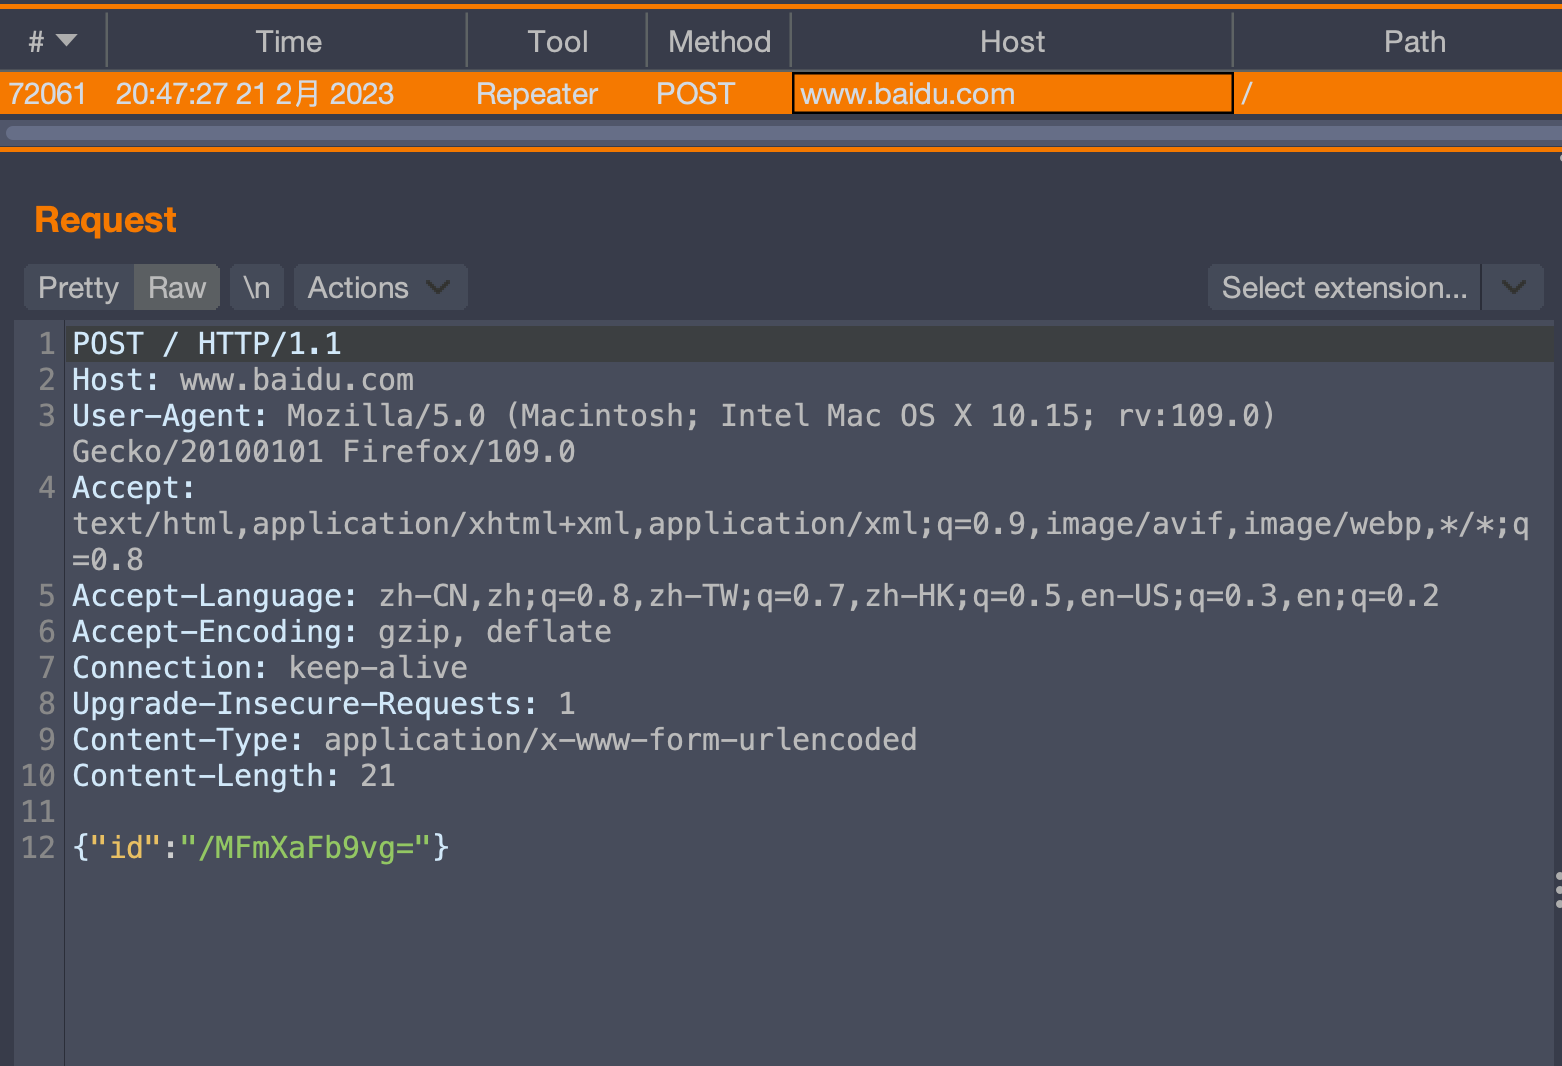 # Time Tool Method Host Path
72061 20:47:27 21 2月 2023 Repeater POST www.baidu.com /
Request
Pretty Raw \n Actions Select extension...
1 POST / HTTP/1.1
2 Host: www.baidu.com
3 User-Agent: Mozilla/5.0 (Macintosh; Intel Mac OS X 10.15; rv:109.0)
Gecko/20100101 Firefox/109.0
4 Accept:
text/html,application/xhtml+xml,application/xml;q=0.9,image/avif,image/webp,*/*;q
=0.8
5 Accept-Language: zh-CN,zh;q=0.8,zh-TW;q=0.7,zh-HK;q=0.5,en-US;q=0.3,en;q=0.2
6 Accept-Encoding: gzip, deflate
7 Connection: keep-alive
8 Upgrade-Insecure-Requests: 1
9 Content-Type: application/x-www-form-urlencoded
10 Content-Length: 21
11
12 {"id":"/MFmXaFb9vg="}